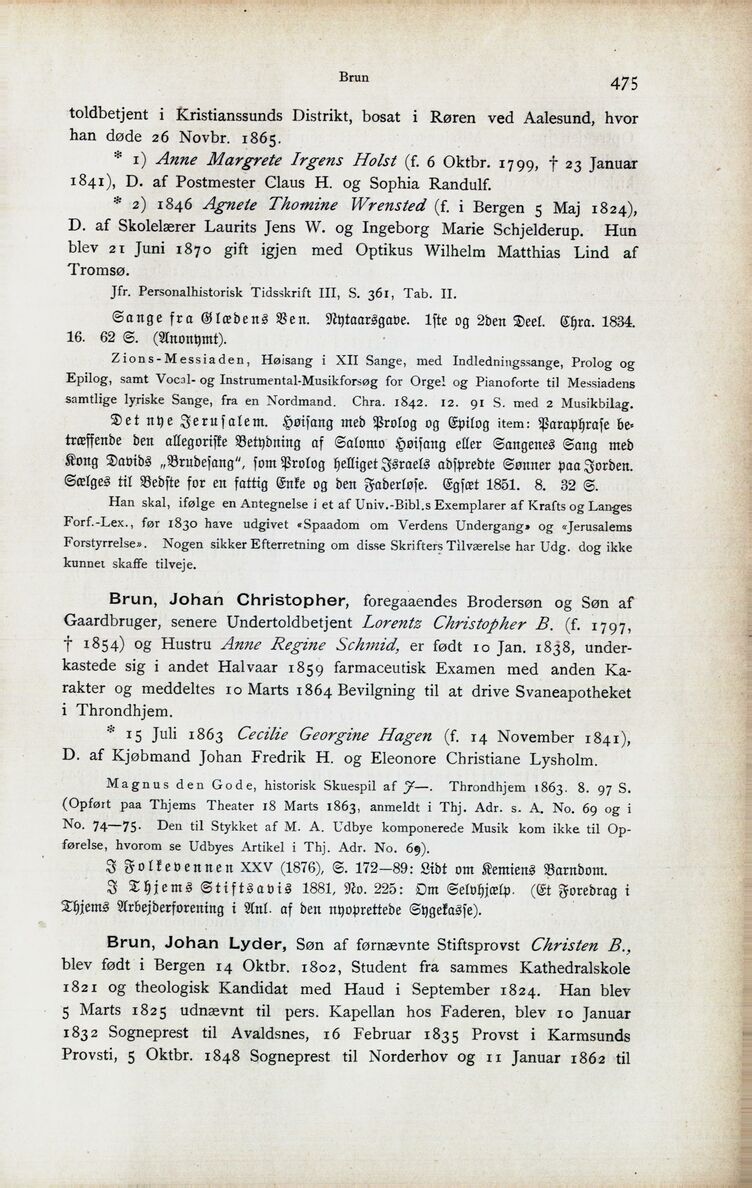 Brun
475
toldbetjent i Kristianssunds Distrikt, bosat i Røren ved Aalesund, hvor
han døde 26 Novbr. 1865.
* 1) Anne Margrete Irgens Holst (f. 6 Oktbr. 1799, † 23 Januar
1841), D. af Postmester Claus H. og Sophia Randulf.
* 2) 1846 Agnete Thomine Wrensted (f. i Bergen 5 Maj 1824),
D. af Skolelærer Laurits Jens W. og Ingeborg Marie Schjelderup. Hun
blev 21 Juni 1870 gift igjen med Optikus Wilhelm Matthias Lind af
Tromsø.
Jfr. Personalhistorisk Tidsskrift III, S. 361, Tab. II.
Sange fra Glædens Ven. Nytaarsgave. 1ste og 2den Deel. Chra. 1834.
16. 62 S. (Anonymt).
Zions-Messiaden, Høisang i XII Sange, med Indledningssange, Prolog og
Epilog, samt Vocal- og Instrumental-Musikforsøg for Orgel og Pianoforte til Messiadens
samtlige lyriske Sange, fra en Nordmand. Chra. 1842. 12. 91 S. med 2 Musikbilag.
Det nye Jerusalem. Høisang med Prolog og Epilog item: Paraphrase be-
træffende den allegoriske Betydning af Salomo Høisang eller Sangenes Sang med
Kong Davids „Brudesang", som Prolog helliget Israels adspredte Sønner paa Jorden.
Sælges til Bedste for en fattig Enke og den Faderløse. Egsæt 1851. 8. 32 S.
Han skal, ifølge en Antegnelse i et af Univ.-Bibl.s Exemplarer af Krafts og Langes
Forf.-Lex., før 1830 have udgivet «Spaadom om Verdens Undergang» og «Jerusalems
Forstyrrelse». Nogen sikker Efterretning om disse Skrifters Tilværelse har Udg. dog ikke
kunnet skaffe tilveje.
Brun, Johan Christopher, foregaaendes Brodersøn og Søn af
Gaardbruger, senere Undertoldbetjent Lorentz Christopher B. (f. 1797,
† 1854) og Hustru Anne Regine Schmid, er født 10 Jan. 1838, under-
kastede sig i andet Halvaar 1859 farmaceutisk Examen med anden Ka-
rakter og meddeltes 10 Marts 1864 Bevilgning til at drive Svaneapotheket
i Throndhjem.
* 15 Juli 1863 Cecilie Georgine Hagen (f. 14 November 1841),
D. af Kjøbmand Johan Fredrik H. og Eleonore Christiane Lysholm.
Magnus den Gode, historisk Skuespil af J—. Throndhjem 1863. 8. 97 S.
(Opført paa Thjems Theater 18 Marts 1863, anmeldt i Thj. Adr. s. A. No. 69 og i
No. 74—75. Den til Stykket af M. A. Udbye komponerede Musik kom ikke til Op-
førelse, hvorom se Udbyes Artikel i Thj. Adr. No. 69).
I Folkevennen XXV (1876), S. 172—89: Lidt om Kemiens Barndom.
I Thjems Stiftsavis 1881, No. 225: Om Selvhjælp. (Et Foredrag i
Thjems Arbejderforening i Anl. af den nyoprettede Sygekasse).
Brun, Johan Lyder, Søn af førnævnte Stiftsprovst Christen B.,
blev født i Bergen 14 Oktbr. 1802, Student fra sammes Kathedralskole
1821 og theologisk Kandidat med Haud i September 1824. Han blev
5 Marts 1825 udnævnt til pers. Kapellan hos Faderen, blev 10 Januar
1832 Sogneprest til Avaldsnes, 16 Februar 1835 Provst i Karmsunds
Provsti, 5 Oktbr. 1848 Sogneprest til Norderhov og 11 Januar 1862 til